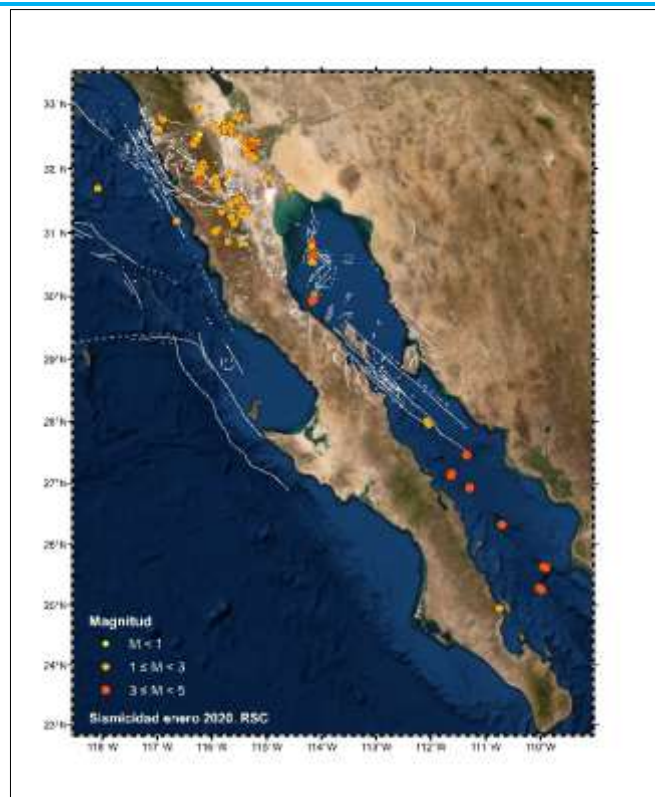 33°N
32°N
31°N
30°N
29°N
28°N
27°N
26°N
25°N
24°N
23°N
Magnitud
M < 1
1 ≤ M < 3
3 ≤ M < 5
Sismicidad enero 2020. RSC
118°W 117°W 116°W 115°W 114°W 113°W 112°W 111°W 110°W